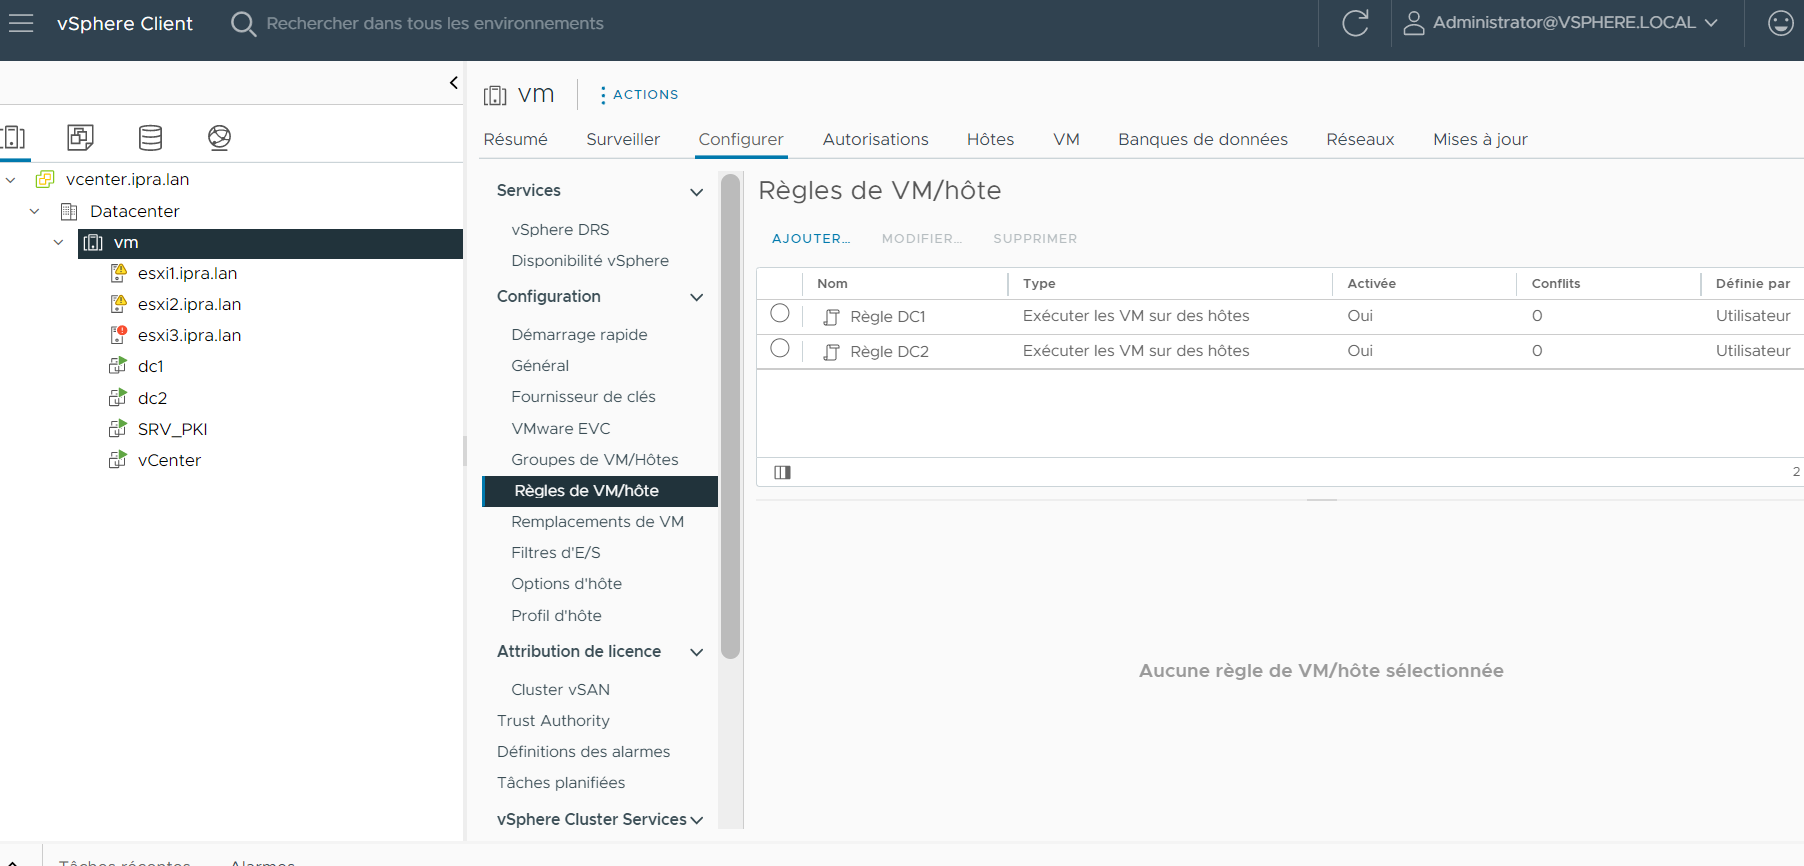 vSphere Client
Rechercher dans tous les environnements
Administrator@VSPHERE.LOCAL
vcenter.ipra.lan
Datacenter
vm
esxi1.ipra.lan
esxi2.ipra.lan
esxi3.ipra.lan
dc1
dc2
SRV_PKI
vCenter
vm
ACTIONS
Résumé Surveiller Configurer Autorisations Hôtes VM Banques de données Réseaux Mises à jour
Services
vSphere DRS
Disponibilité vSphere
Configuration
Démarrage rapide
Général
Fournisseur de clés
VMware EVC
Groupes de VM/Hôtes
Règles de VM/hôte
Remplacements de VM
Filtres d'E/S
Options d'hôte
Profil d'hôte
Attribution de licence
Cluster vSAN
Trust Authority
Définitions des alarmes
Tâches planifiées
vSphere Cluster Services
Règles de VM/hôte
AJOUTER... MODIFIER... SUPPRIMER
Nom Type Activée Conflits Définie par
Règle DC1 Exécuter les VM sur des hôtes Oui 0 Utilisateur
Règle DC2 Exécuter les VM sur des hôtes Oui 0 Utilisateur
2
Aucune règle de VM/hôte sélectionnée
Tâches récentes Alarmes